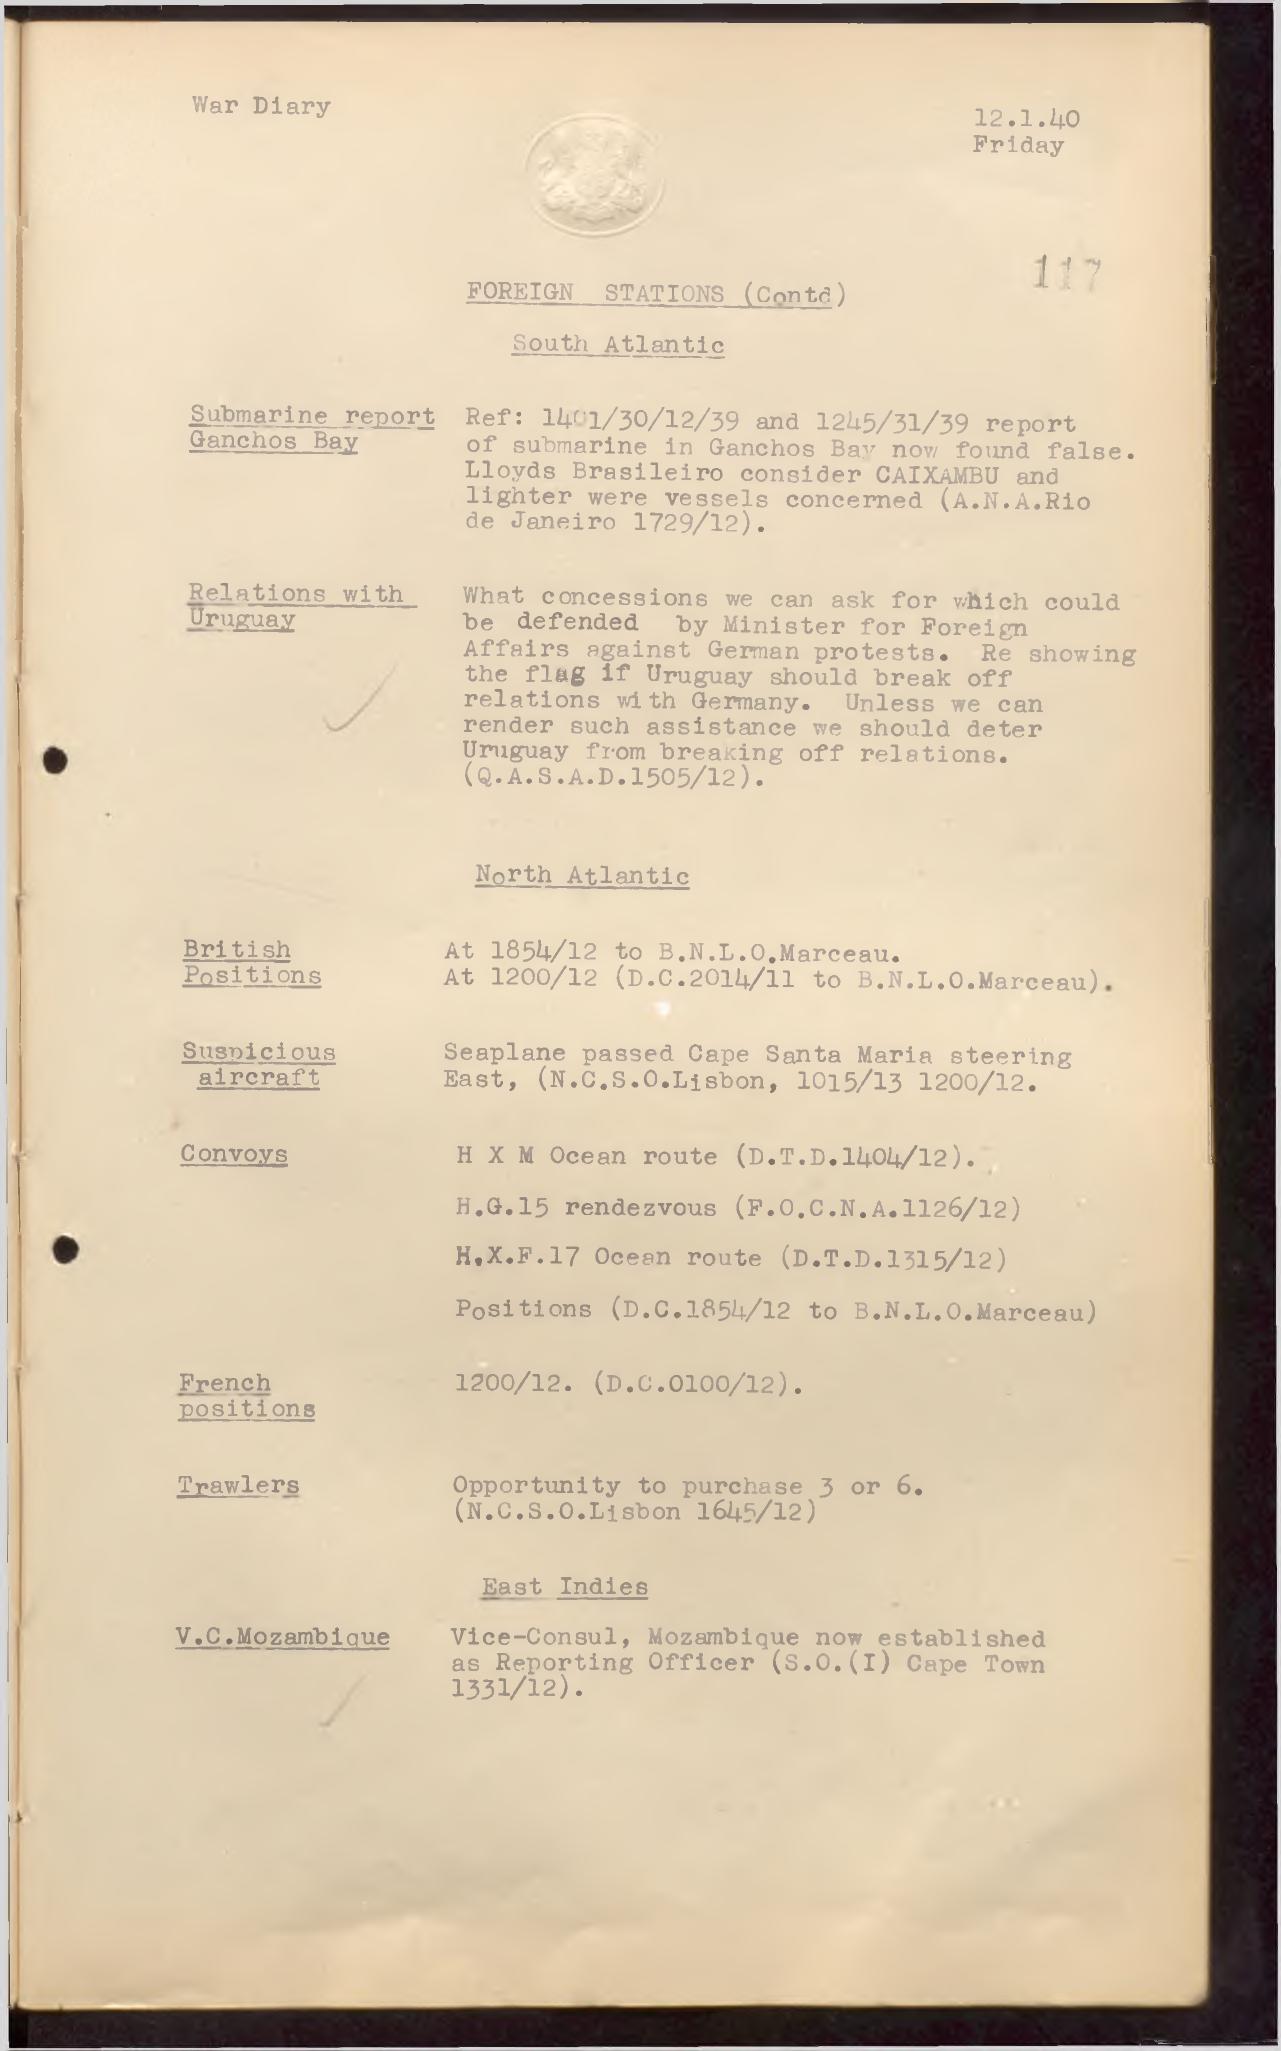 War Diary
12.1.40
Friday
117
FOREIGN STATIONS (Contd)
South Atlantic
Submarine report
Ganchos Bay
Ref: 1401/30/12/39 and 1245/31/39 report
of submarine in Ganchos Bay now found false.
Lloyds Brasileiro consider CAIXAMBU and
lighter were vessels concerned (A.N.A.Rio
de Janeiro 1729/12).
Relations with
Uruguay
What concessions we can ask for which could
be defended by Minister for Foreign
Affairs against German protests. Re showing
the flag if Uruguay should break off
relations with Germany. Unless we can
render such assistance we should deter
Uruguay from breaking off relations.
(Q.A.S.A.D.1505/12).
North Atlantic
British
Positions
At 1854/12 to B.N.L.O.Marceau.
At 1200/12 (D.C.2014/11 to B.N.L.O.Marceau).
Suspicious
aircraft
Seaplane passed Cape Santa Maria steering
East, (N.C.S.O.Lisbon, 1015/13 1200/12.
Convoys
H X M Ocean route (D.T.D.1404/12).
H.G.15 rendezvous (F.O.C.N.A.1126/12)
H.X.F.17 Ocean route (D.T.D.1315/12)
Positions (D.C.1854/12 to B.N.L.O.Marceau)
French
positions
1200/12. (D.C.0100/12).
Trawlers
Opportunity to purchase 3 or 6.
(N.C.S.O.Lisbon 1645/12)
East Indies
V.C.Mozambique
Vice-Consul, Mozambique now established
as Reporting Officer (S.O.(I) Cape Town
1331/12).